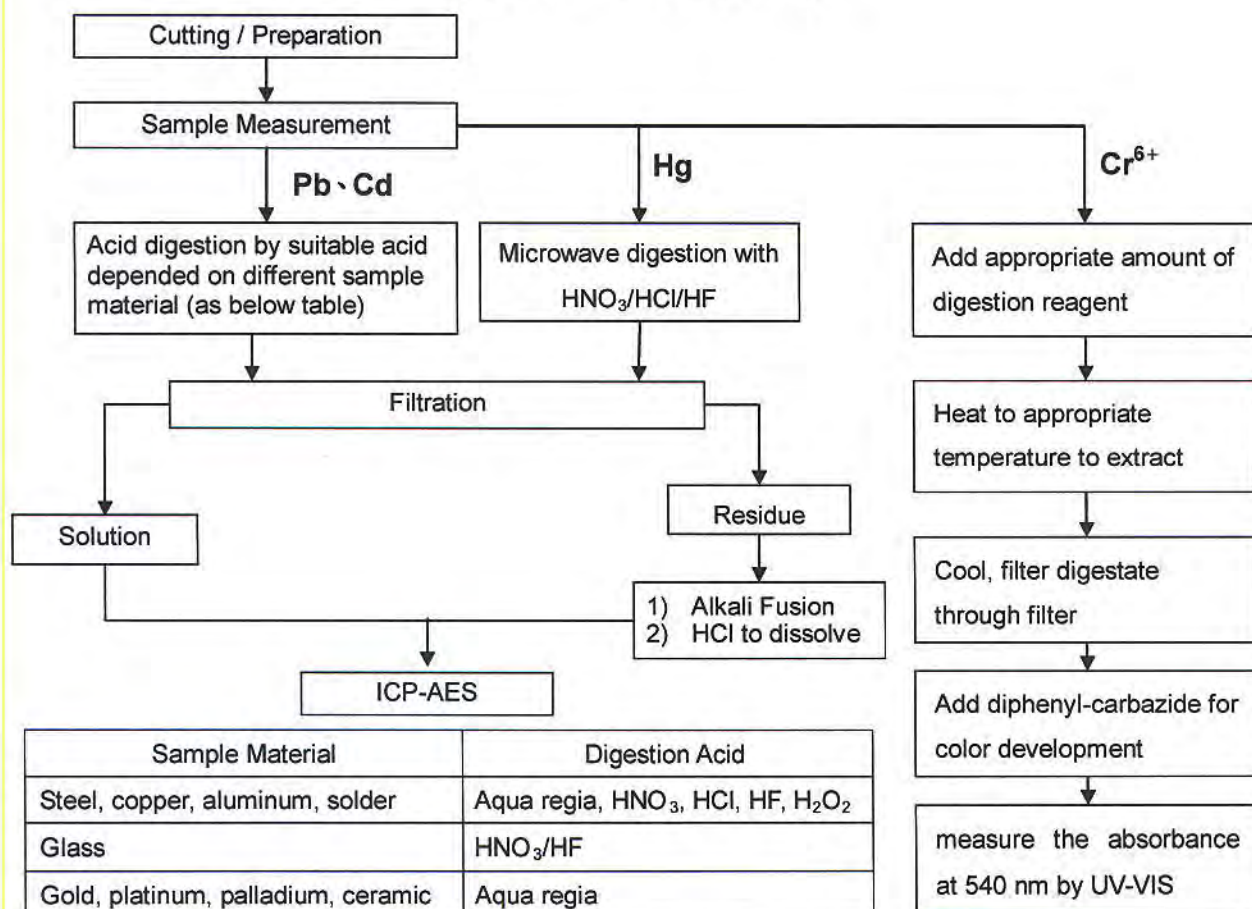 Cutting / Preparation
Sample Measurement
Pb、Cd
Hg
Cr⁶⁺
Acid digestion by suitable acid
depended on different sample
material (as below table)
Microwave digestion with
HNO₃/HCl/HF
Add appropriate amount of
digestion reagent
Filtration
Heat to appropriate
temperature to extract
Solution
Residue
1) Alkali Fusion
2) HCl to dissolve
Cool, filter digestate
through filter
ICP-AES
Add diphenyl-carbazide for
color development
measure the absorbance
at 540 nm by UV-VIS
Sample Material Digestion Acid
Steel, copper, aluminum, solder Aqua regia, HNO₃, HCl, HF, H₂O₂
Glass HNO₃/HF
Gold, platinum, palladium, ceramic Aqua regia